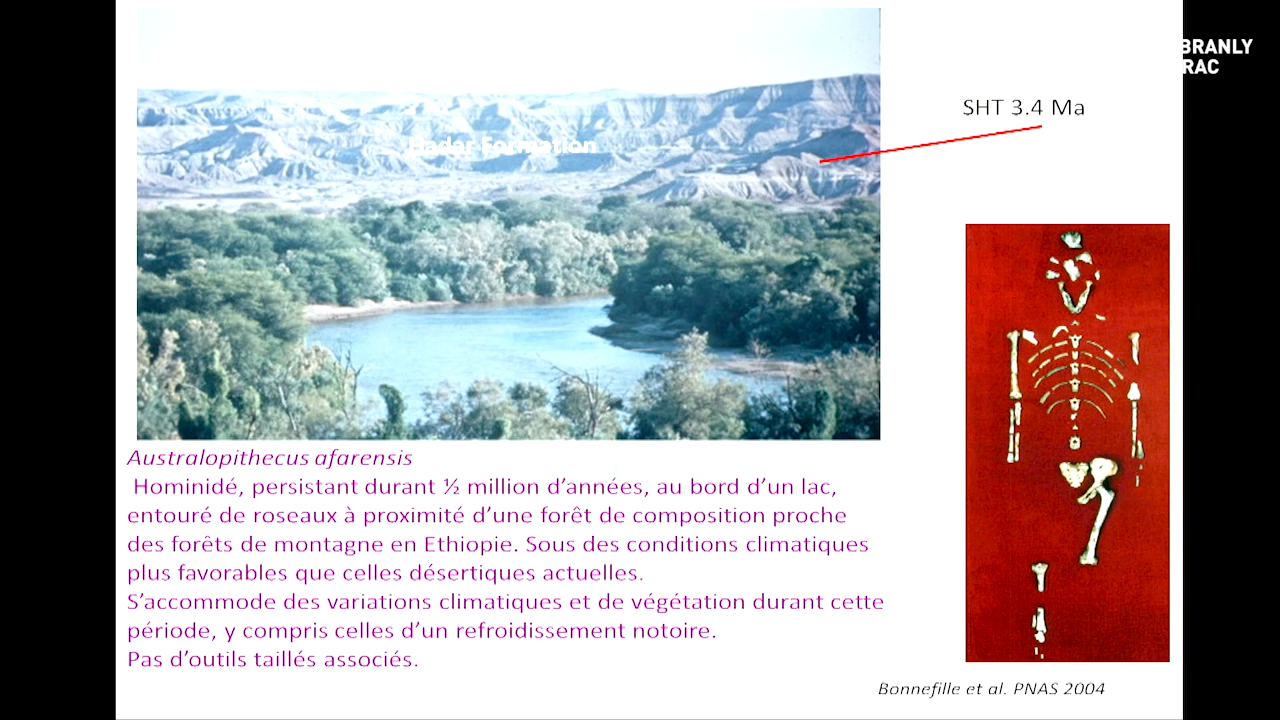 BRANLY
RAC
SHT 3.4 Ma
Hadar Formation
Australopithecus afarensis
Hominidé, persistant durant ½ million d’années, au bord d’un lac,
entouré de roseaux à proximité d’une forêt de composition proche
des forêts de montagne en Ethiopie. Sous des conditions climatiques
plus favorables que celles désertiques actuelles.
S’accommode des variations climatiques et de végétation durant cette
période, y compris celles d’un refroidissement notoire.
Pas d’outils taillés associés.
Bonnefille et al. PNAS 2004